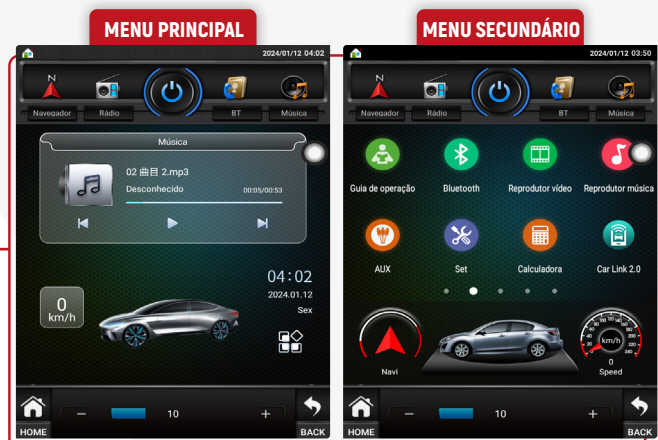 MENU PRINCIPAL
2024/01/12 04:02
N
Navegador
Rádio
BT
Música
Música
02 曲目 2.mp3
Desconhecido
00:05/00:53
04:02
2024.01.12
Sex
0
km/h
− 10 +
HOME
BACK
MENU SECUNDÁRIO
2024/01/12 03:50
N
Navegador
Rádio
BT
Música
Guia de operação
Bluetooth
Reprodutor vídeo
Reprodutor música
AUX
Set
Calculadora
Car Link 2.0
Navi
km/h
0
Speed
− 10 +
HOME
BACK